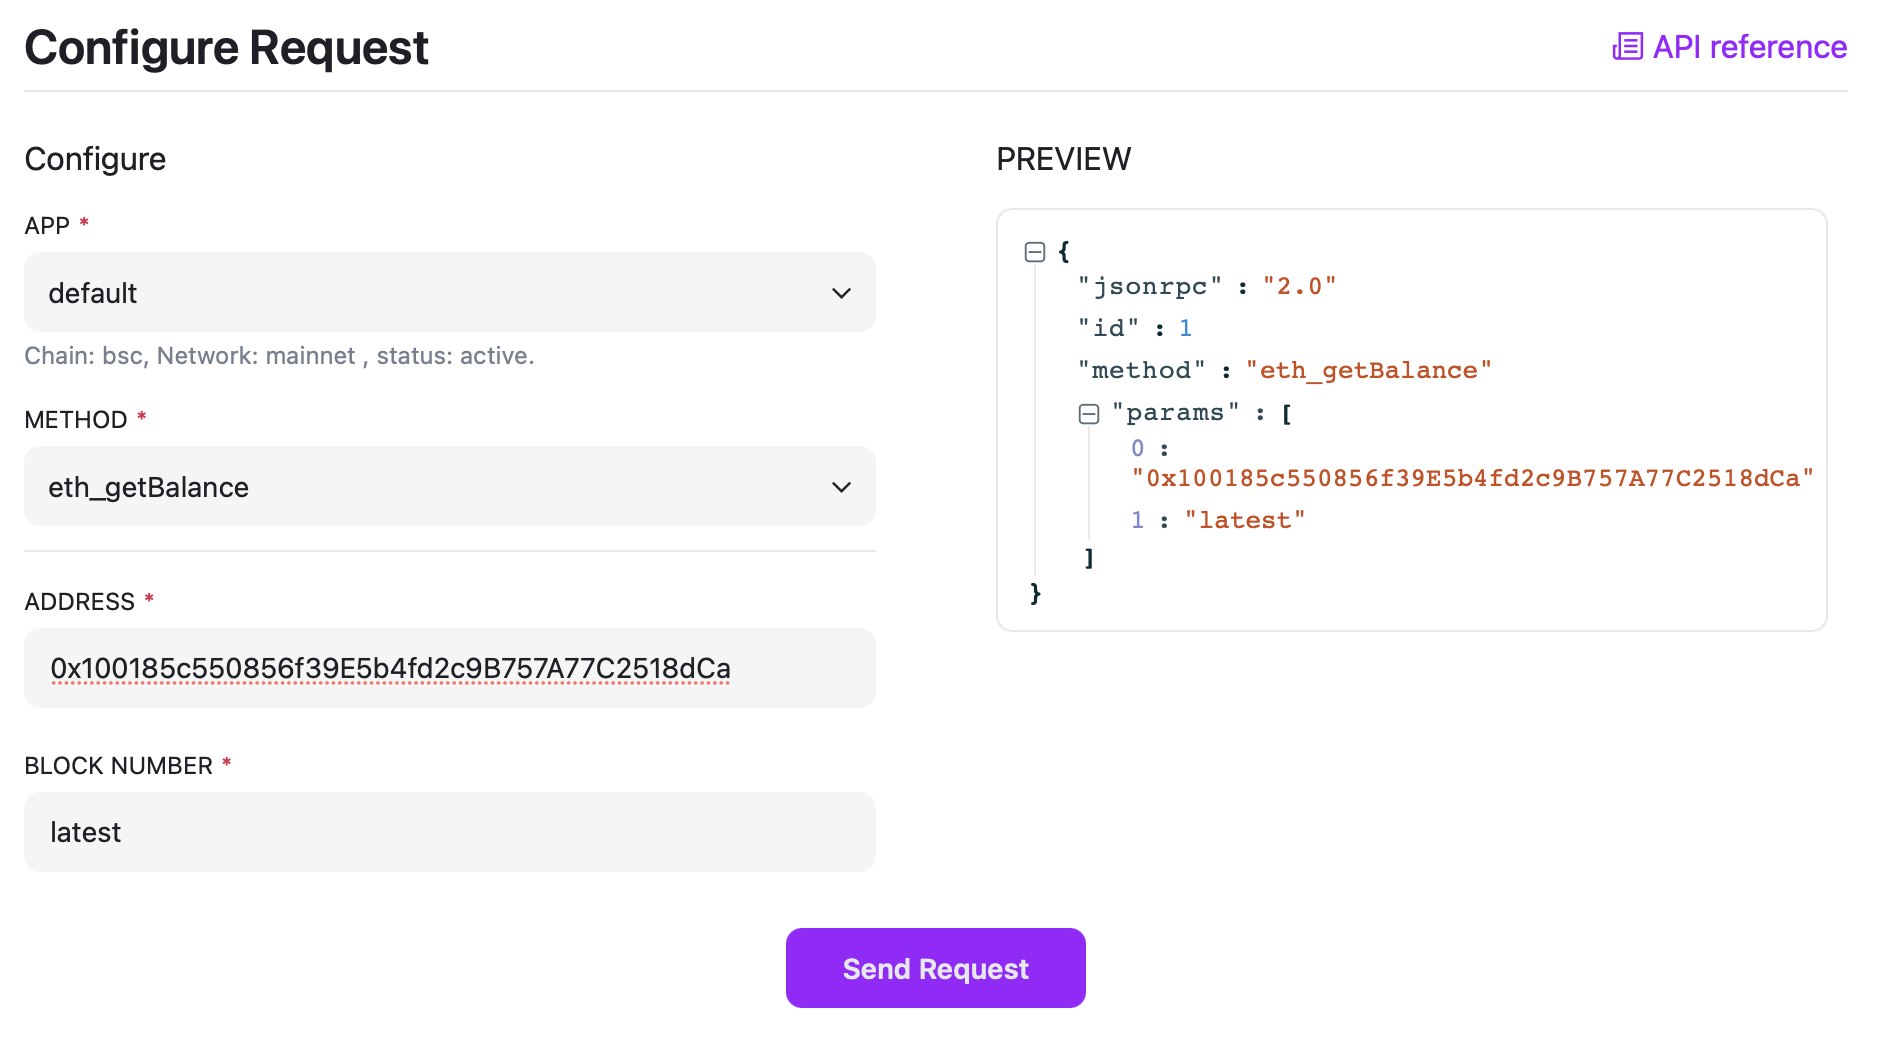 Configure Request
API reference
Configure
APP *
default
Chain: bsc, Network: mainnet , status: active.
METHOD *
eth_getBalance
ADDRESS *
0x100185c550856f39E5b4fd2c9B757A77C2518dCa
BLOCK NUMBER *
latest
PREVIEW
{
"jsonrpc" : "2.0"
"id" : 1
"method" : "eth_getBalance"
"params" : [
0 :
"0x100185c550856f39E5b4fd2c9B757A77C2518dCa"
1 : "latest"
]
}
Send Request